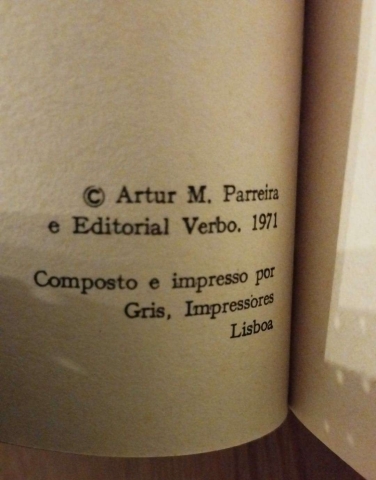 © Artur M. Parreira
e Editorial Verbo. 1971
Composto e impresso por
Gris, Impressores
Lisboa